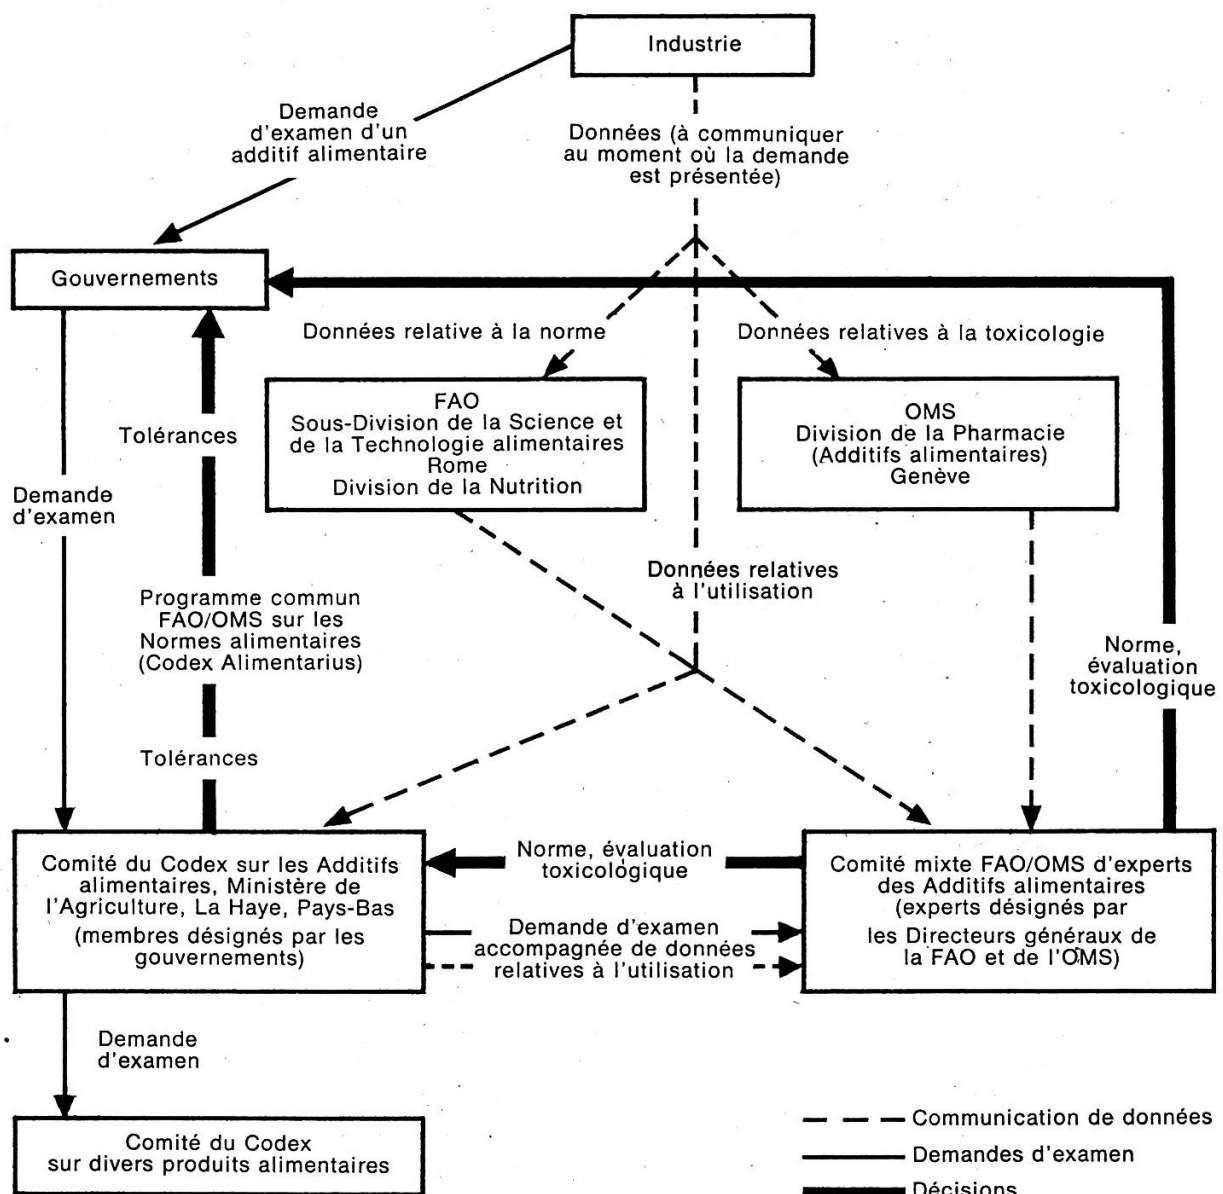 Industrie
Demande
d'examen d'un
additif alimentaire
Données (à communiquer
au moment où la demande
est présentée)
Gouvernements
Données relative à la norme
Données relatives à la toxicologie
FAO
Sous-Division de la Science et
de la Technologie alimentaires
Rome
Division de la Nutrition
OMS
Division de la Pharmacie
(Additifs alimentaires)
Genève
Tolérances
Demande
d'examen
Données relatives
à l'utilisation
Programme commun
FAO/OMS sur les
Normes alimentaires
(Codex Alimentarius)
Norme,
évaluation
toxicologique
Tolérances
Comité du Codex sur les Additifs
alimentaires, Ministère de
l'Agriculture, La Haye, Pays-Bas
(membres désignés par les
gouvernements)
Norme, évaluation
toxicologique
Demande d'examen
accompagnée de données
relatives à l'utilisation
Comité mixte FAO/OMS d'experts
des Additifs alimentaires
(experts désignés par
les Directeurs généraux de
la FAO et de l'OMS)
Demande
d'examen
Comité du Codex
sur divers produits alimentaires
Communication de données
Demandes d'examen
Décisions